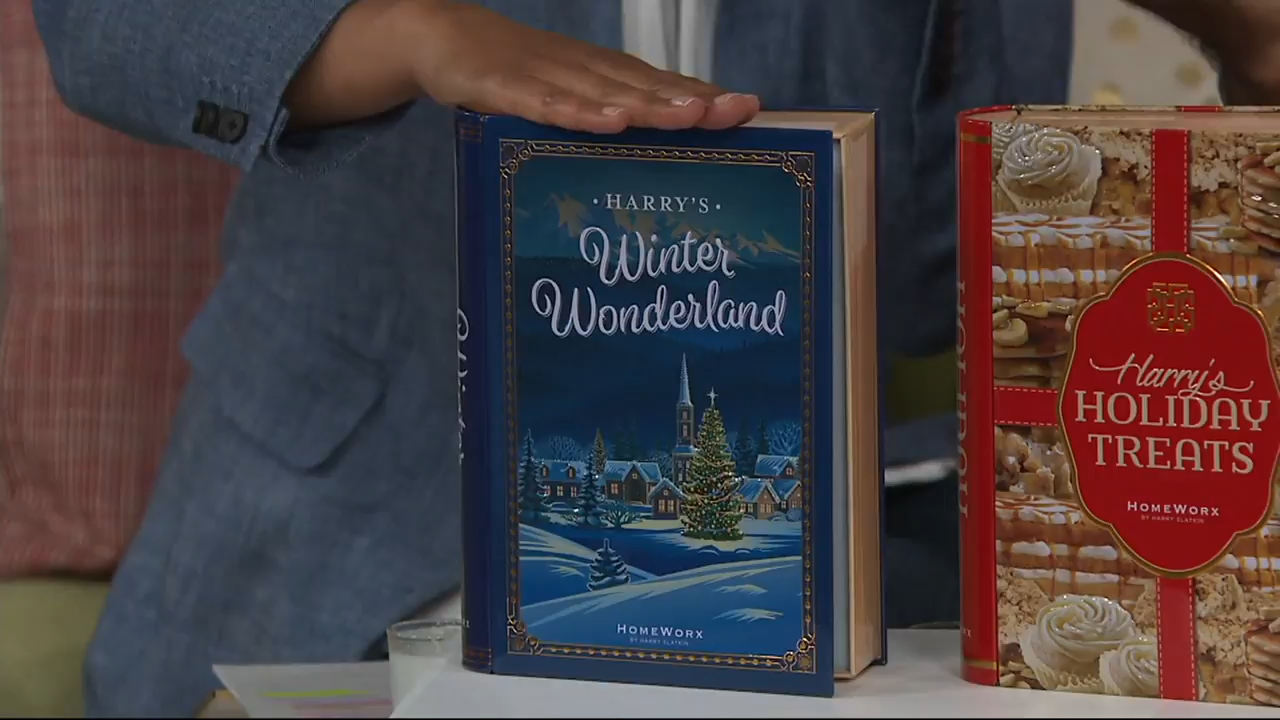 · HARRY'S ·
Winter
Wonderland
HOMEWORX
BY HARRY SLATKIN
Harry's
HOLIDAY
TREATS
HOMEWORX
BY HARRY SLATKIN